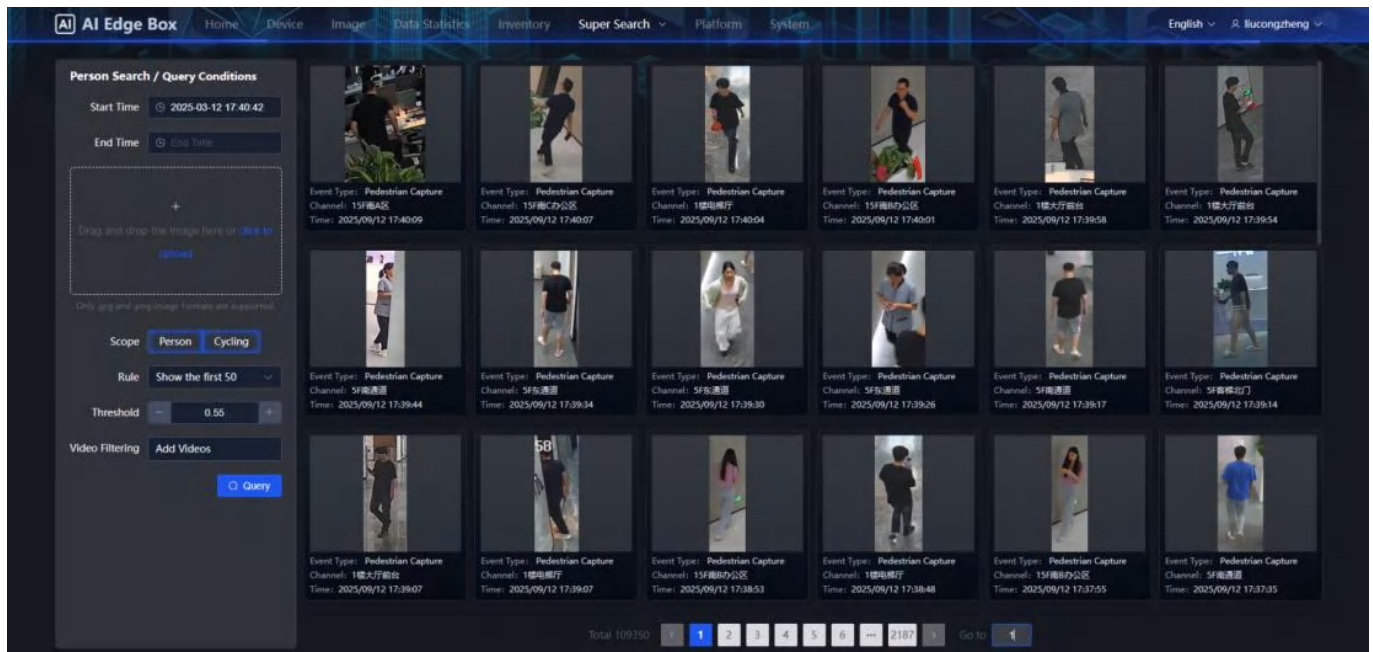 AI AI Edge Box Home Device Image Data Statistics Inventory Super Search Platform System English liucongzheng
Person Search / Query Conditions
Start Time 2025-03-12 17:40:42
End Time End Time
+
Drag and drop the image here or click to
upload
Only jpg and png image formats are supported
Scope Person Cycling
Rule Show the first 50
Threshold - 0.55 +
Video Filtering Add Videos
Query
Event Type: Pedestrian Capture
Channel: 15F南A区
Time: 2025/09/12 17:40:09
Event Type: Pedestrian Capture
Channel: 15F南C办公区
Time: 2025/09/12 17:40:07
Event Type: Pedestrian Capture
Channel: 1楼电梯厅
Time: 2025/09/12 17:40:04
Event Type: Pedestrian Capture
Channel: 15F南B办公区
Time: 2025/09/12 17:40:01
Event Type: Pedestrian Capture
Channel: 1楼大厅前台
Time: 2025/09/12 17:39:58
Event Type: Pedestrian Capture
Channel: 1楼大厅前台
Time: 2025/09/12 17:39:54
Event Type: Pedestrian Capture
Channel: 5F南通道
Time: 2025/09/12 17:39:44
Event Type: Pedestrian Capture
Channel: 5F东通道
Time: 2025/09/12 17:39:34
Event Type: Pedestrian Capture
Channel: 5F东通道
Time: 2025/09/12 17:39:30
Event Type: Pedestrian Capture
Channel: 5F东通道
Time: 2025/09/12 17:39:26
Event Type: Pedestrian Capture
Channel: 5F南通道
Time: 2025/09/12 17:39:17
Event Type: Pedestrian Capture
Channel: 5F客梯北门
Time: 2025/09/12 17:39:14
58
Event Type: Pedestrian Capture
Channel: 1楼大厅前台
Time: 2025/09/12 17:39:07
Event Type: Pedestrian Capture
Channel: 1楼电梯厅
Time: 2025/09/12 17:39:07
Event Type: Pedestrian Capture
Channel: 15F南B办公区
Time: 2025/09/12 17:38:53
Event Type: Pedestrian Capture
Channel: 1楼电梯厅
Time: 2025/09/12 17:38:48
Event Type: Pedestrian Capture
Channel: 15F南B办公区
Time: 2025/09/12 17:37:55
Event Type: Pedestrian Capture
Channel: 5F南通道
Time: 2025/09/12 17:37:35
Total 109350 < 1 2 3 4 5 6 ··· 2187 > Go to 1